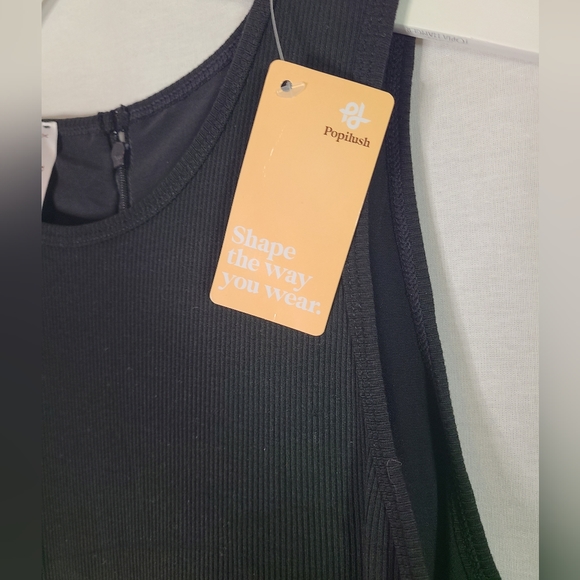 Popilush
Shape
the way
you wear.